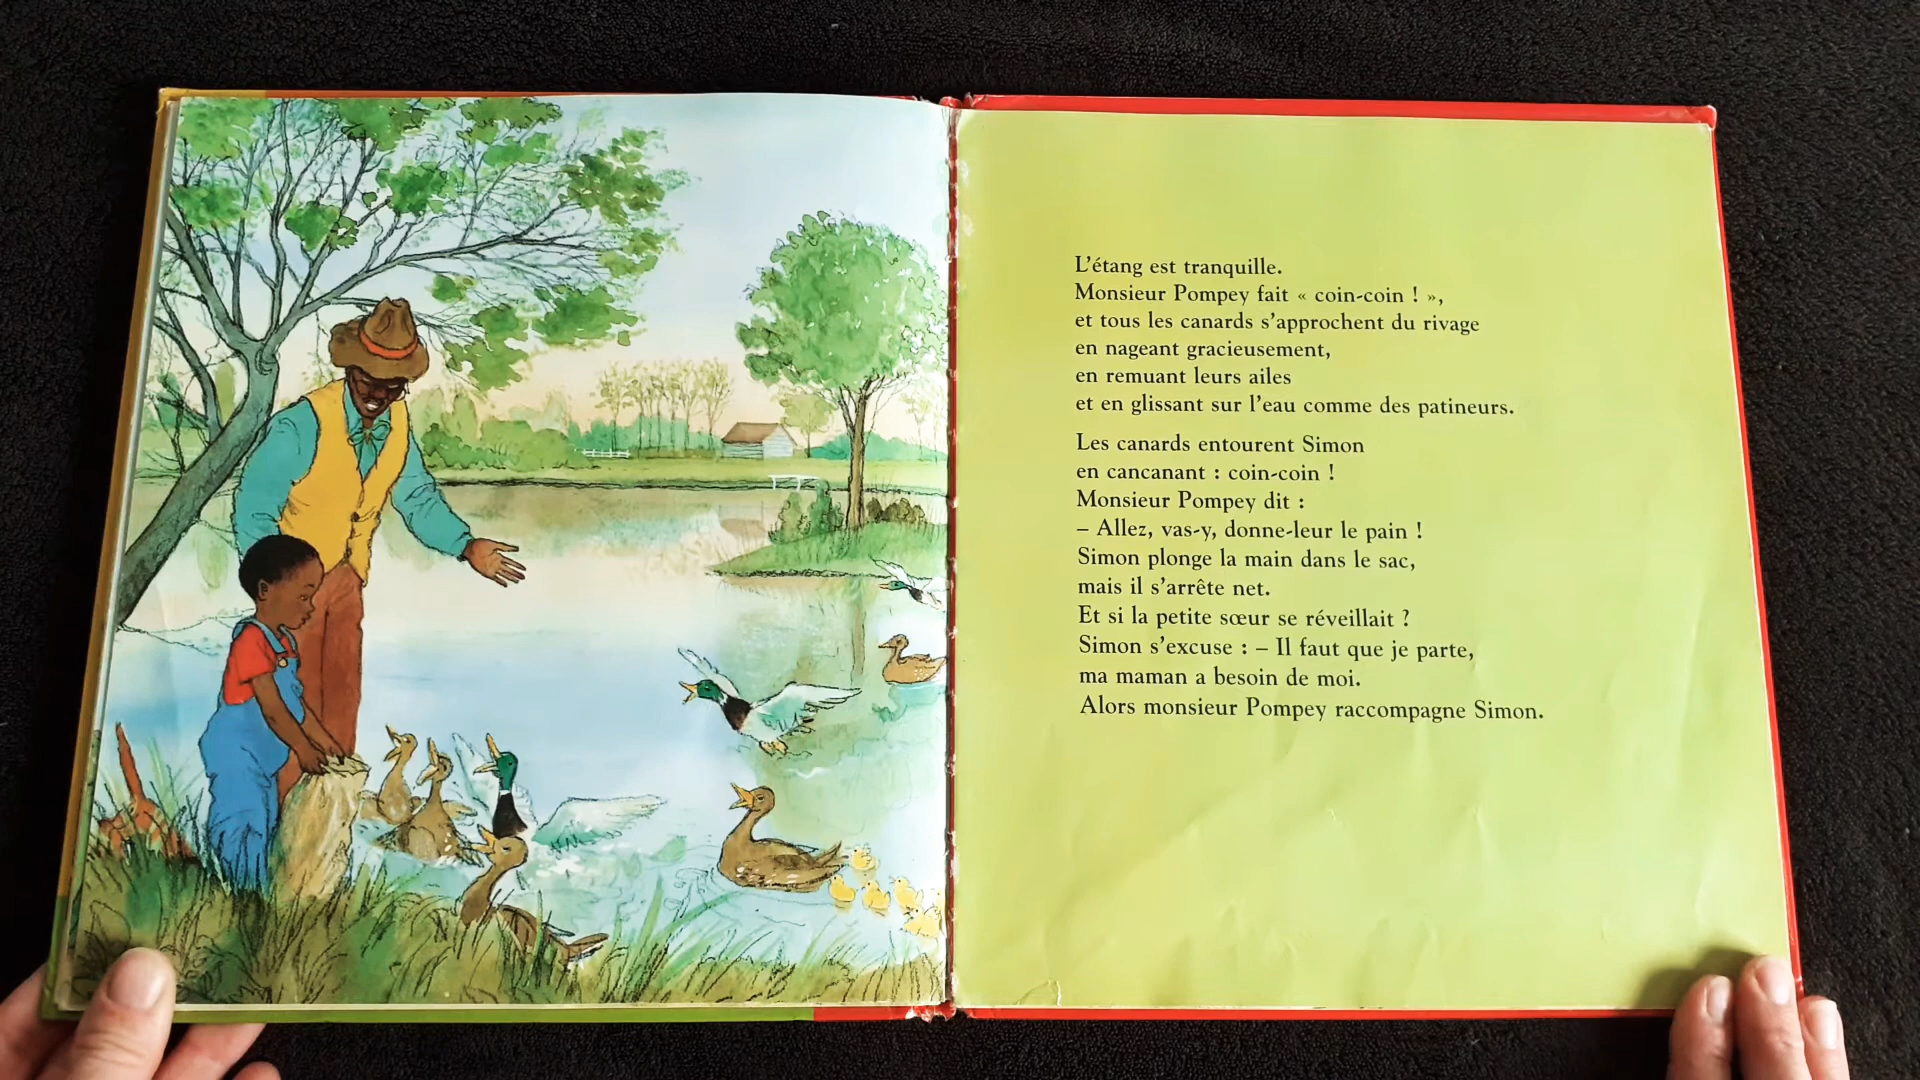 L'étang est tranquille.
Monsieur Pompey fait « coin-coin ! »,
et tous les canards s'approchent du rivage
en nageant gracieusement,
en remuant leurs ailes
et en glissant sur l'eau comme des patineurs.
Les canards entourent Simon
en cancanant : coin-coin !
Monsieur Pompey dit :
– Allez, vas-y, donne-leur le pain !
Simon plonge la main dans le sac,
mais il s'arrête net.
Et si la petite sœur se réveillait ?
Simon s'excuse : – Il faut que je parte,
ma maman a besoin de moi.
Alors monsieur Pompey raccompagne Simon.